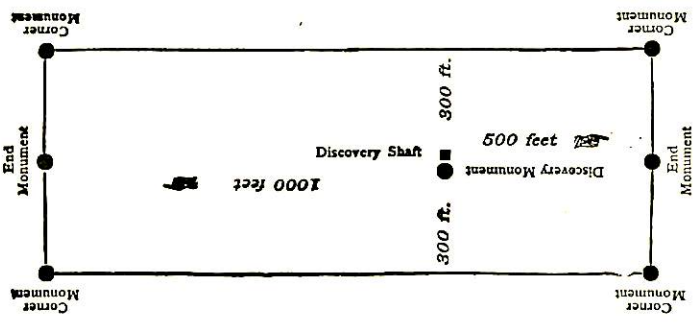 Corner
Monument
Corner
Monument
300 ft.
500 feet
Discovery Shaft
Discovery Monument
End
Monument
End
Monument
1000 feet
300 ft.
Corner
Monument
Corner
Monument